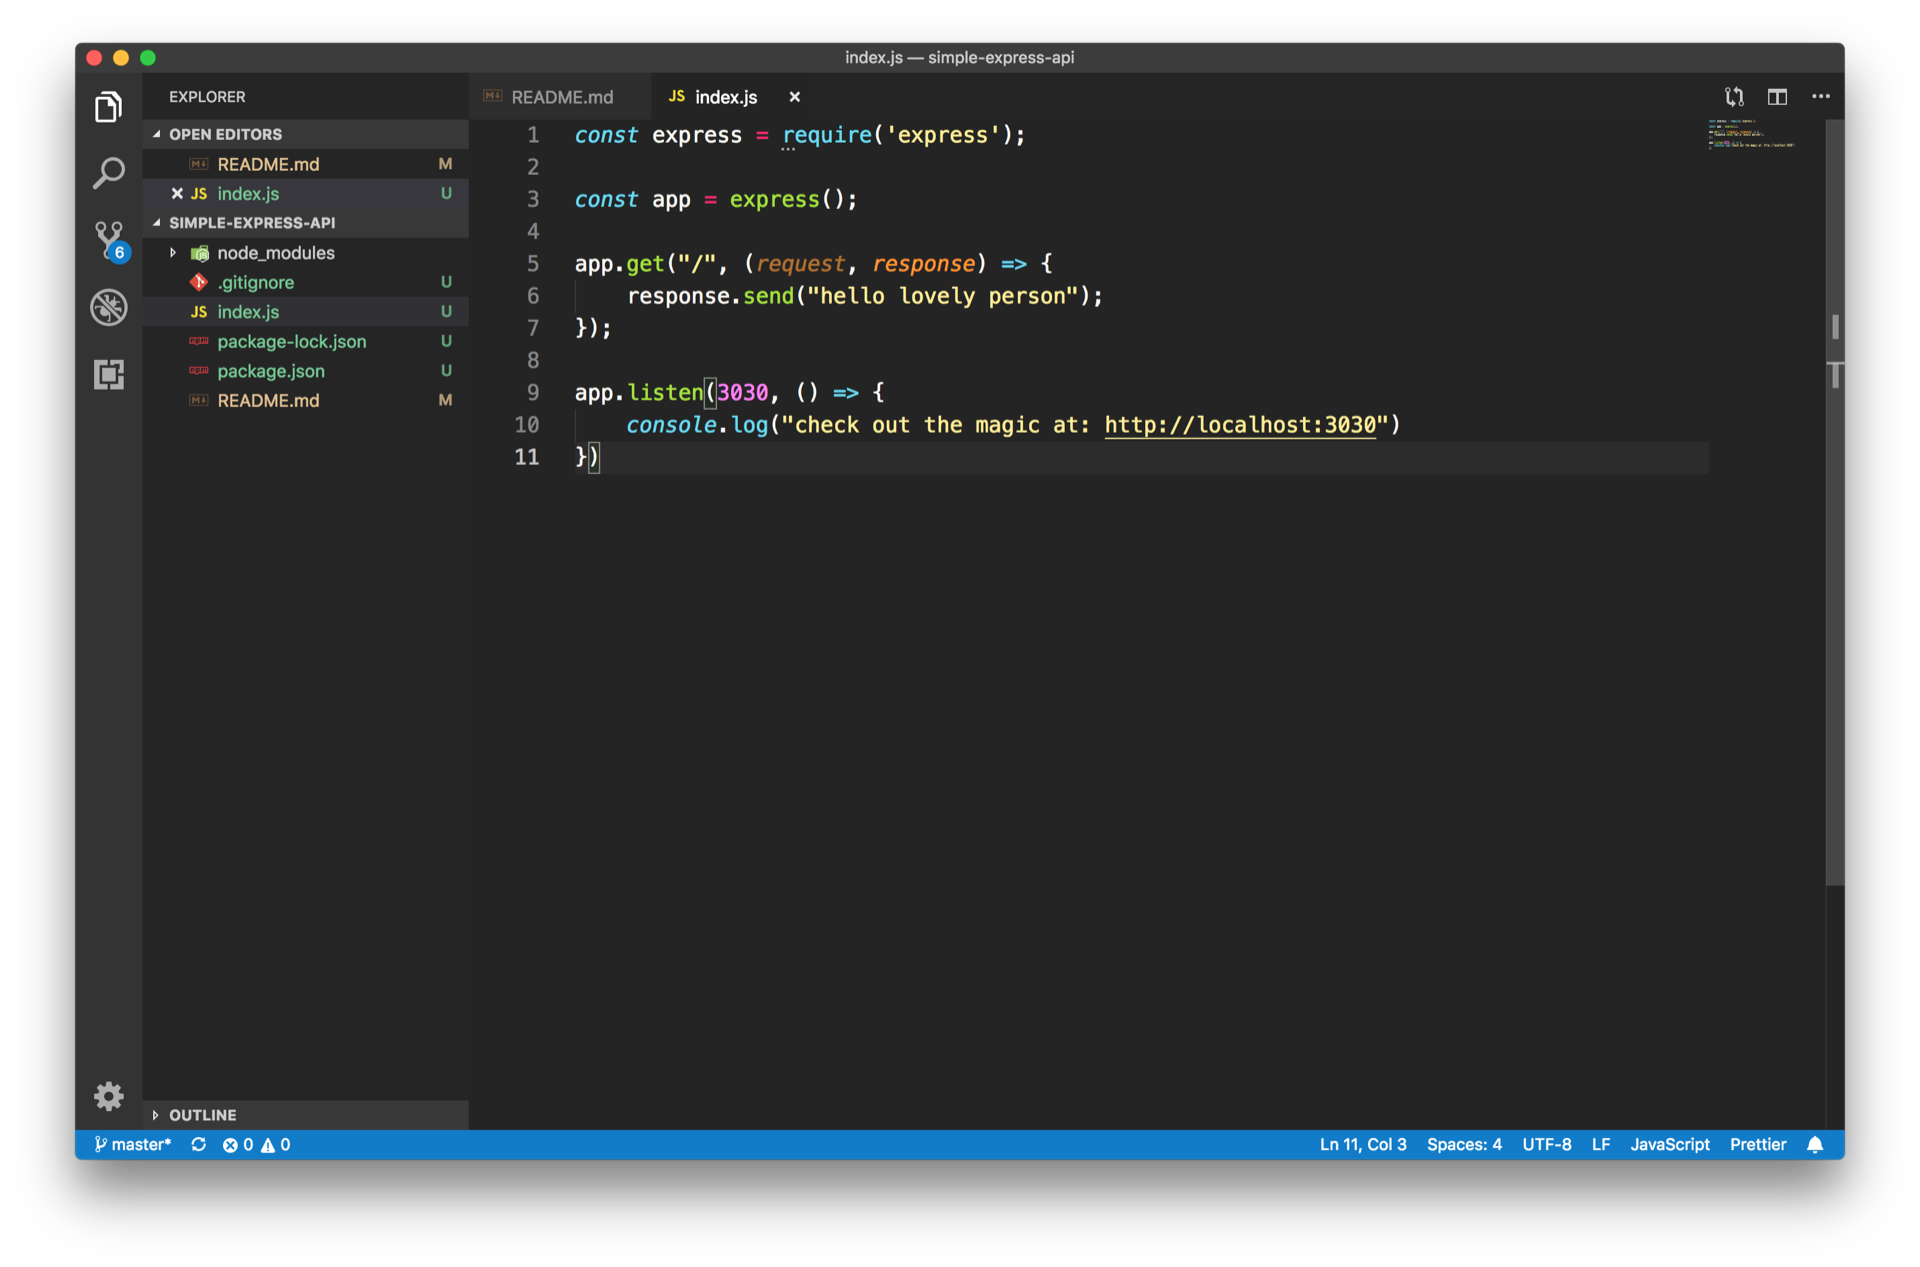 index.js — simple-express-api
EXPLORER
OPEN EDITORS
README.md M
JS index.js U
SIMPLE-EXPRESS-API
node_modules
.gitignore U
JS index.js U
package-lock.json U
package.json U
README.md M
OUTLINE
6
README.md JS index.js
1 const express = require('express');
2
3 const app = express();
4
5 app.get("/", (request, response) => {
6 response.send("hello lovely person");
7 });
8
9 app.listen(3030, () => {
10 console.log("check out the magic at: http://localhost:3030")
11 })
master* 0 0 Ln 11, Col 3 Spaces: 4 UTF-8 LF JavaScript Prettier